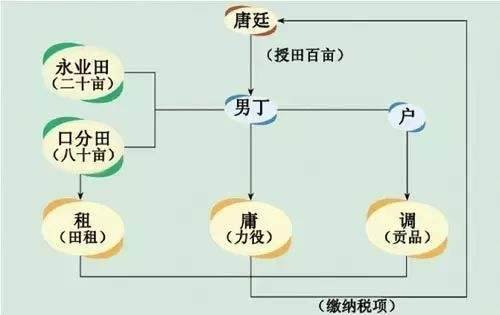 唐廷
（授田百亩）
永业田
（二十亩）
男丁
户
口分田
（八十亩）
租
（田租）
庸
（力役）
调
（贡品）
（缴纳税项）